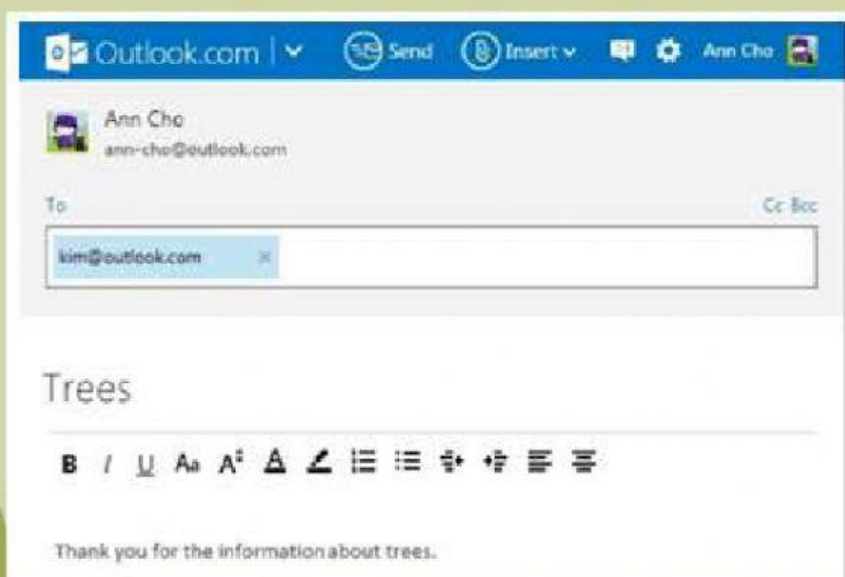 Outlook.com Send Insert Ann Cho
Ann Cho
ann-cho@outlook.com
To Cc Bcc
kim@outlook.com
Trees
B I U Aa A A
Thank you for the information about trees.